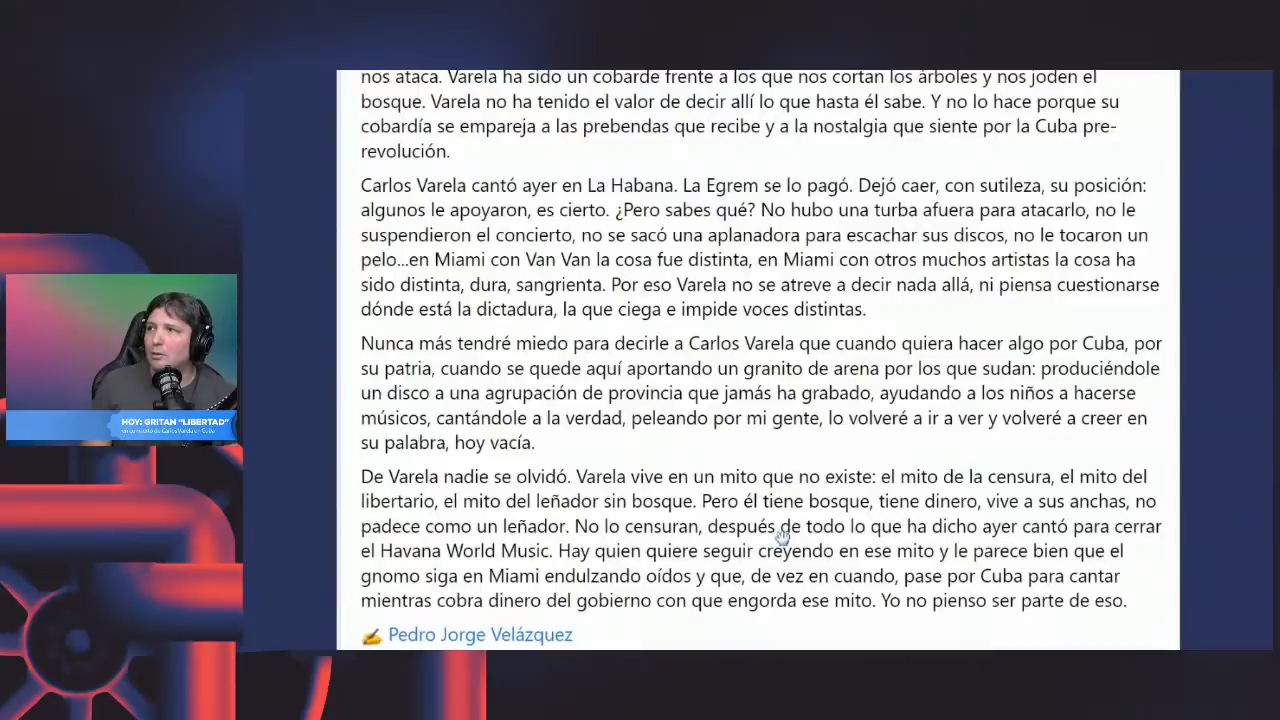 nos ataca. Varela ha sido un cobarde frente a los que nos cortan los árboles y nos joden el
bosque. Varela no ha tenido el valor de decir allí lo que hasta él sabe. Y no lo hace porque su
cobardía se empareja a las prebendas que recibe y a la nostalgia que siente por la Cuba pre-
revolución.
Carlos Varela cantó ayer en La Habana. La Egrem se lo pagó. Dejó caer, con sutileza, su posición:
algunos le apoyaron, es cierto. ¿Pero sabes qué? No hubo una turba afuera para atacarlo, no le
suspendieron el concierto, no se sacó una aplanadora para escachar sus discos, no le tocaron un
pelo...en Miami con Van Van la cosa fue distinta, en Miami con otros muchos artistas la cosa ha
sido distinta, dura, sangrienta. Por eso Varela no se atreve a decir nada allá, ni piensa cuestionarse
dónde está la dictadura, la que ciega e impide voces distintas.
Nunca más tendré miedo para decirle a Carlos Varela que cuando quiera hacer algo por Cuba, por
su patria, cuando se quede aquí aportando un granito de arena por los que sudan: produciéndole
un disco a una agrupación de provincia que jamás ha grabado, ayudando a los niños a hacerse
músicos, cantándole a la verdad, peleando por mi gente, lo volveré a ir a ver y volveré a creer en
su palabra, hoy vacía.
De Varela nadie se olvidó. Varela vive en un mito que no existe: el mito de la censura, el mito del
libertario, el mito del leñador sin bosque. Pero él tiene bosque, tiene dinero, vive a sus anchas, no
padece como un leñador. No lo censuran, después de todo lo que ha dicho ayer cantó para cerrar
el Havana World Music. Hay quien quiere seguir creyendo en ese mito y le parece bien que el
gnomo siga en Miami endulzando oídos y que, de vez en cuando, pase por Cuba para cantar
mientras cobra dinero del gobierno con que engorda ese mito. Yo no pienso ser parte de eso.
✍️ Pedro Jorge Velázquez
HOY: GRITAN "LIBERTAD"
en concierto de Carlos Varela en Cuba